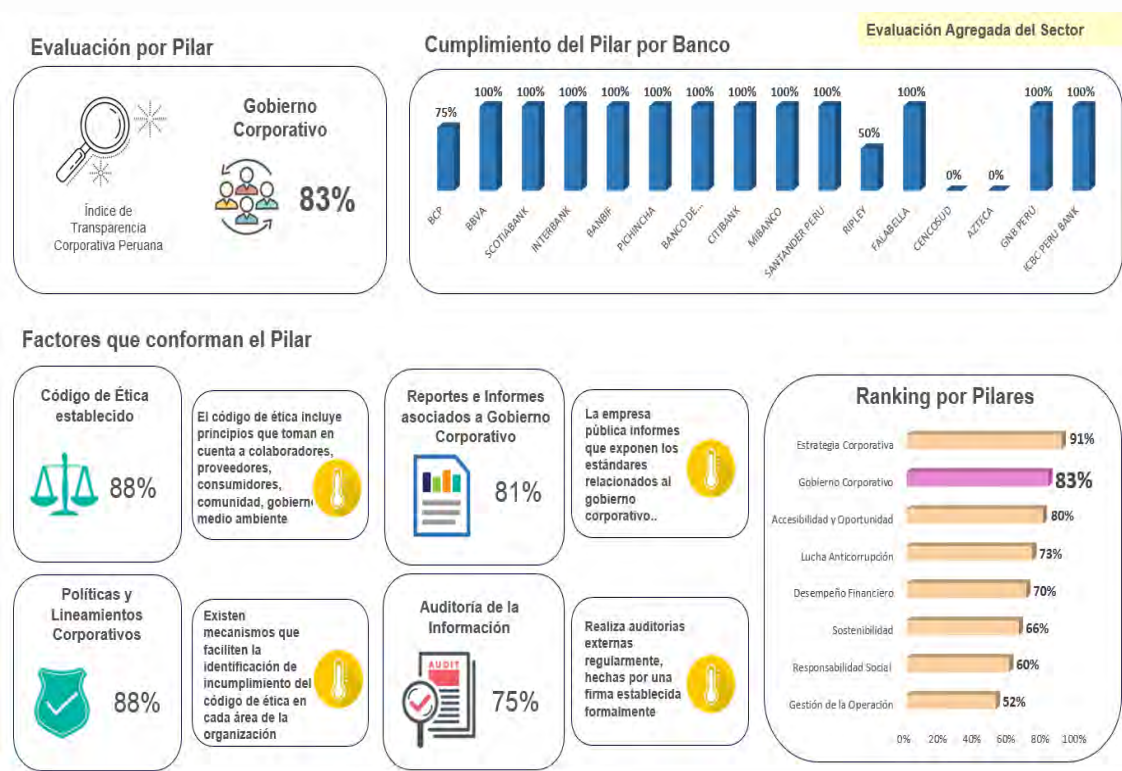 Evaluación Agregada del Sector
Evaluación por Pilar
Gobierno
Corporativo
83%
Índice de
Transparencia
Corporativa Peruana
Cumplimiento del Pilar por Banco
75%
100%
100%
100%
100%
100%
100%
100%
100%
100%
50%
100%
0%
0%
100%
100%
BCP
BBVA
SCOTIABANK
INTERBANK
BANBIF
PICHINCHA
BANCO DE...
CITIBANK
MIBANCO
SANTANDER PERU
RIPLEY
FALABELLA
CENCOSUD
AZTECA
GNB PERU
ICBC PERU BANK
Factores que conforman el Pilar
Código de Ética
establecido
88%
El código de ética incluye
principios que toman en
cuenta a colaboradores,
proveedores,
consumidores,
comunidad,
medio ambiente
Reportes e Informes
asociados a Gobierno
Corporativo
81%
La empresa
pública informes
que exponen los
estándares
relacionados al
gobierno
corporativo..
Políticas y
Lineamientos
Corporativos
88%
Existen
mecanismos que
faciliten la
identificación de
incumplimiento del
código de ética en
cada área de la
organización
Auditoría de la
Información
AUDIT
75%
Realiza auditorias
externas
regularmente,
hechas por una
firma establecida
formalmente
Ranking por Pilares
Estrategia Corporativa 91%
Gobierno Corporativo 83%
Accesibilidad y Oportunidad 80%
Lucha Anticorrupción 73%
Desempeño Financiero 70%
Sostenibilidad 66%
Responsabilidad Social 60%
Gestión de la Operación 52%
0% 20% 40% 60% 80% 100%